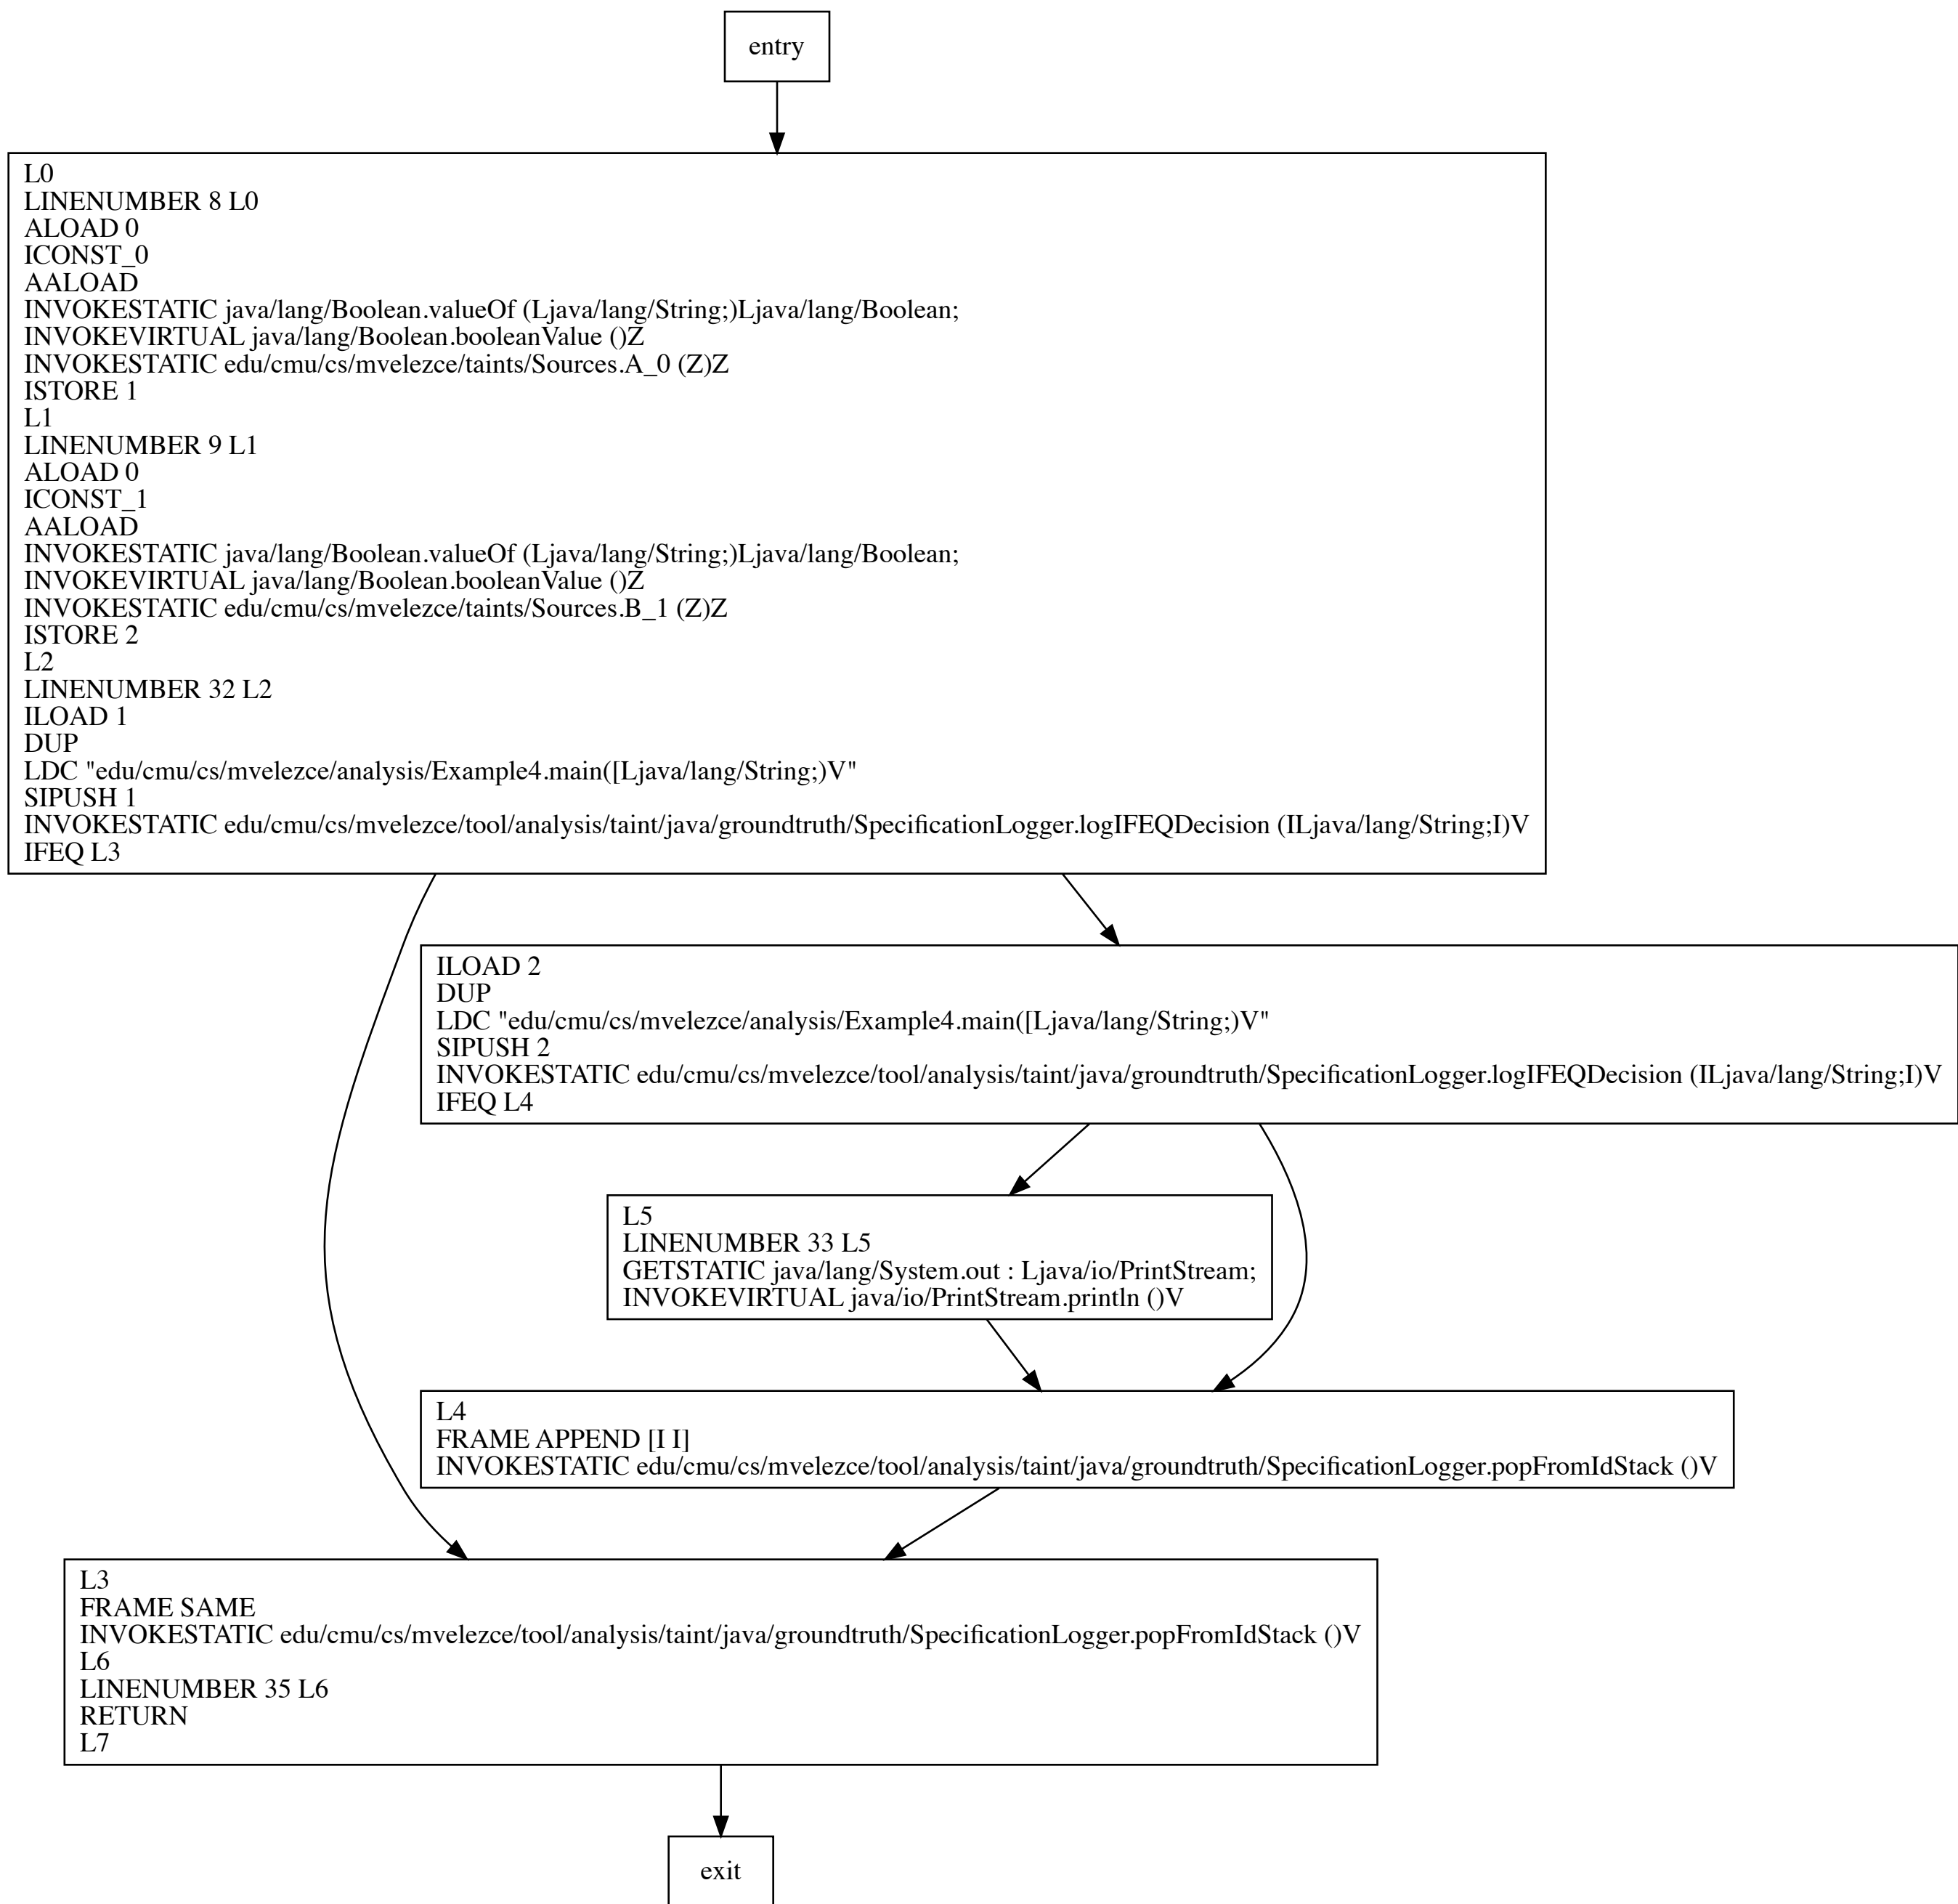 entry
L0
LINENUMBER 8 L0
ALOAD 0
ICONST_0
AALOAD
INVOKESTATIC java/lang/Boolean.valueOf (Ljava/lang/String;)Ljava/lang/Boolean;
INVOKEVIRTUAL java/lang/Boolean.booleanValue ()Z
INVOKESTATIC edu/cmu/cs/mvelezce/taints/Sources.A_0 (Z)Z
ISTORE 1
L1
LINENUMBER 9 L1
ALOAD 0
ICONST_1
AALOAD
INVOKESTATIC java/lang/Boolean.valueOf (Ljava/lang/String;)Ljava/lang/Boolean;
INVOKEVIRTUAL java/lang/Boolean.booleanValue ()Z
INVOKESTATIC edu/cmu/cs/mvelezce/taints/Sources.B_1 (Z)Z
ISTORE 2
L2
LINENUMBER 32 L2
ILOAD 1
DUP
LDC "edu/cmu/cs/mvelezce/analysis/Example4.main([Ljava/lang/String;)V"
SIPUSH 1
INVOKESTATIC edu/cmu/cs/mvelezce/tool/analysis/taint/java/groundtruth/SpecificationLogger.logIFEQDecision (ILjava/lang/String;I)V
IFEQ L3
ILOAD 2
DUP
LDC "edu/cmu/cs/mvelezce/analysis/Example4.main([Ljava/lang/String;)V"
SIPUSH 2
INVOKESTATIC edu/cmu/cs/mvelezce/tool/analysis/taint/java/groundtruth/SpecificationLogger.logIFEQDecision (ILjava/lang/String;I)V
IFEQ L4
L5
LINENUMBER 33 L5
GETSTATIC java/lang/System.out : Ljava/io/PrintStream;
INVOKEVIRTUAL java/io/PrintStream.println ()V
L4
FRAME APPEND [I I]
INVOKESTATIC edu/cmu/cs/mvelezce/tool/analysis/taint/java/groundtruth/SpecificationLogger.popFromIdStack ()V
L3
FRAME SAME
INVOKESTATIC edu/cmu/cs/mvelezce/tool/analysis/taint/java/groundtruth/SpecificationLogger.popFromIdStack ()V
L6
LINENUMBER 35 L6
RETURN
L7
exit